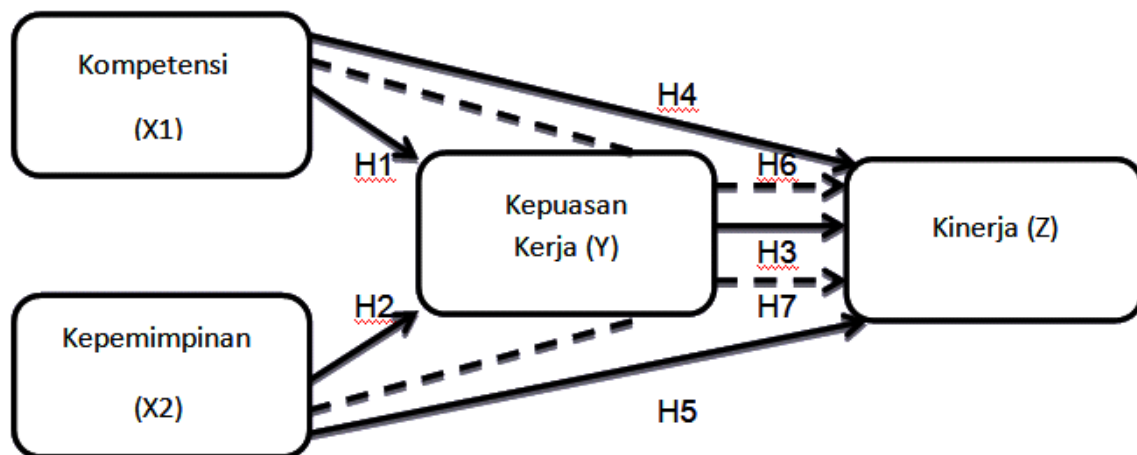 Kompetensi
(X1)
H4
H1
H6
Kepuasan
Kerja (Y)
Kinerja (Z)
H3
H2
H7
Kepemimpinan
(X2)
H5